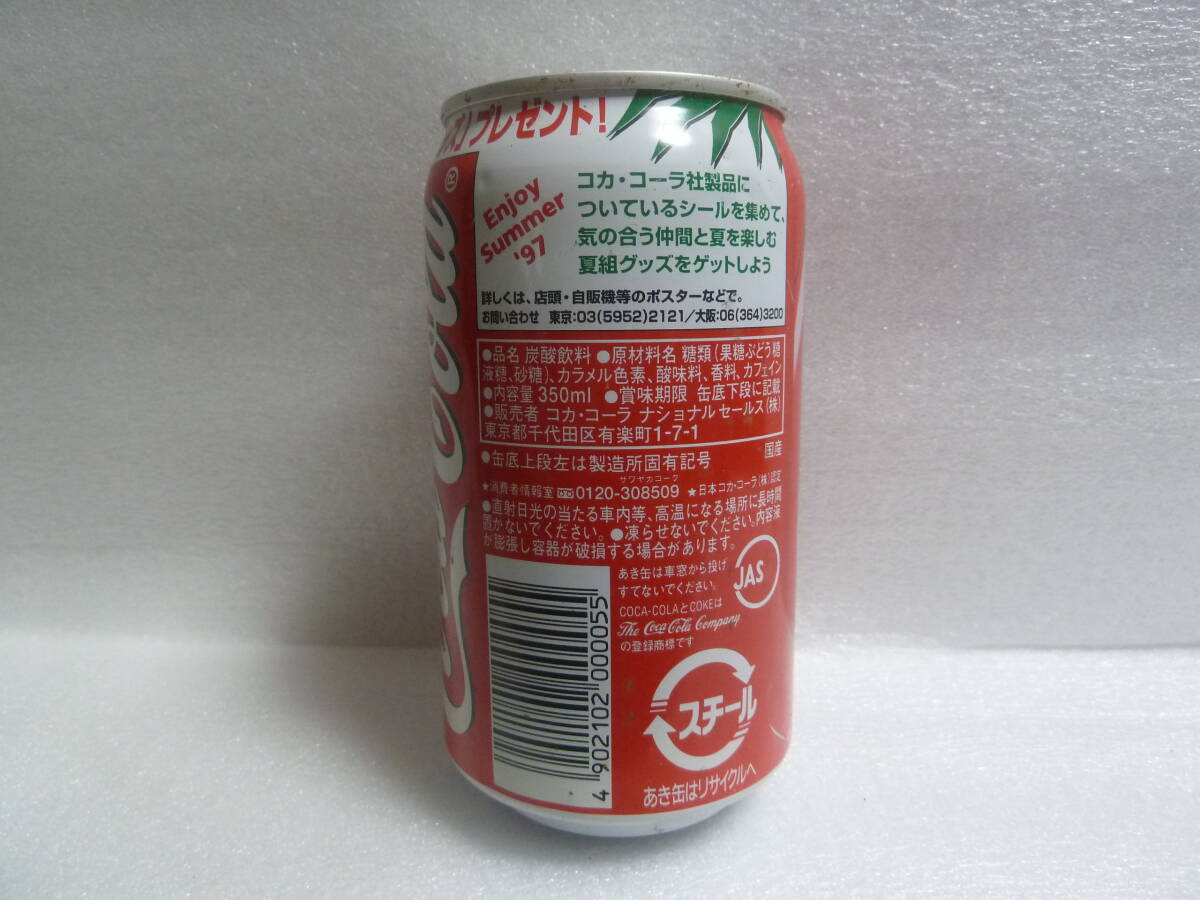 ス」プレゼント!
Enjoy
Summer
'97
コカ・コーラ社製品に
ついているシールを集めて、
気の合う仲間と夏を楽しむ
夏組グッズをゲットしよう
詳しくは、店頭・自販機等のポスターなどで。
お問い合わせ 東京:03(5952)2121/大阪:06(364)3200
●品名 炭酸飲料 ●原材料名 糖類(果糖ぶどう糖
液糖、砂糖)、カラメル色素、酸味料、香料、カフェイン
●内容量 350ml ●賞味期限 缶底下段に記載
●販売者 コカ・コーラ ナショナルセールス(株)
東京都千代田区有楽町1-7-1
●缶底上段左は製造所固有記号 国産
サワヤカコーク
★消費者情報室 0120-308509 ★日本コカ・コーラ(株)認定
●直射日光の当たる車内等、高温になる場所に長時間
置かないでください。●凍らせないでください。内容液
が膨張し容器が破損する場合があります。
あき缶は車窓から投げ
すてないでください。
JAS
COCA-COLAとCOKEは
The Coca-Cola Company
の登録商標です
スチール
あき缶はリサイクルへ
4 902102 000055
Coca-Cola
®